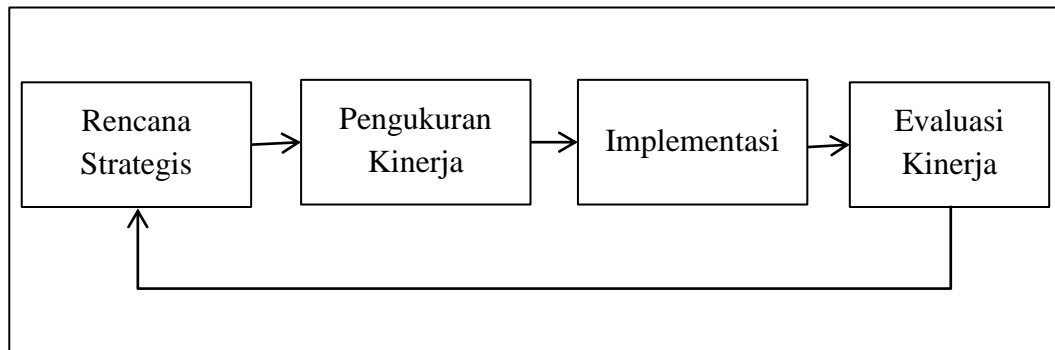 Rencana
Strategis
Pengukuran
Kinerja
Implementasi
Evaluasi
Kinerja